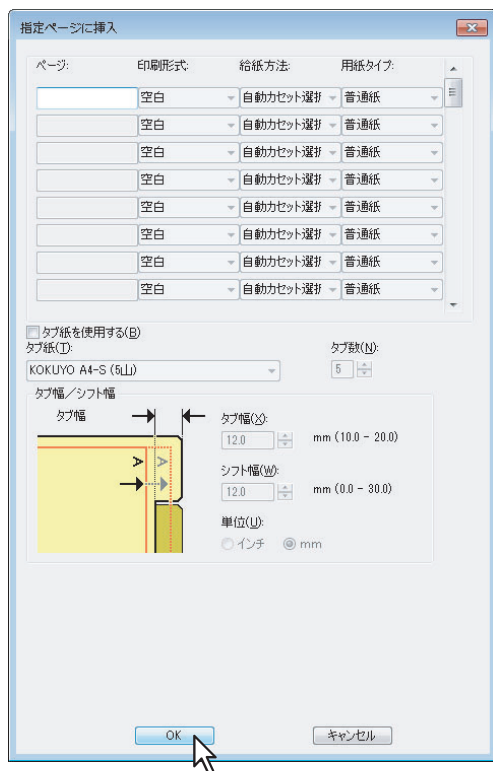 指定ページに挿入
ページ: 印刷形式: 給紙方法: 用紙タイプ:
空白 自動カセット選択 普通紙
空白 自動カセット選択 普通紙
空白 自動カセット選択 普通紙
空白 自動カセット選択 普通紙
空白 自動カセット選択 普通紙
空白 自動カセット選択 普通紙
空白 自動カセット選択 普通紙
空白 自動カセット選択 普通紙
タブ紙を使用する(B)
タブ紙(T): タブ数(N):
KOKUYO A4-S (5山) 5
タブ幅/シフト幅
タブ幅 タブ幅(X):
12.0 mm (10.0 - 20.0)
A A
シフト幅(W):
12.0 mm (0.0 - 30.0)
単位(U):
インチ mm
OK キャンセル